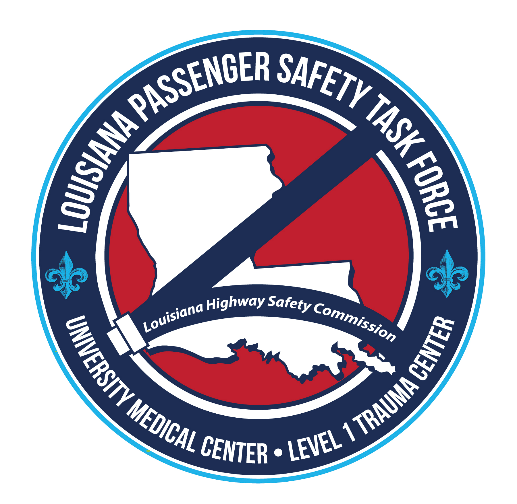 LOUISIANA PASSENGER SAFETY TASK FORCE
Louisiana Highway Safety Commission
UNIVERSITY MEDICAL CENTER • LEVEL 1 TRAUMA CENTER